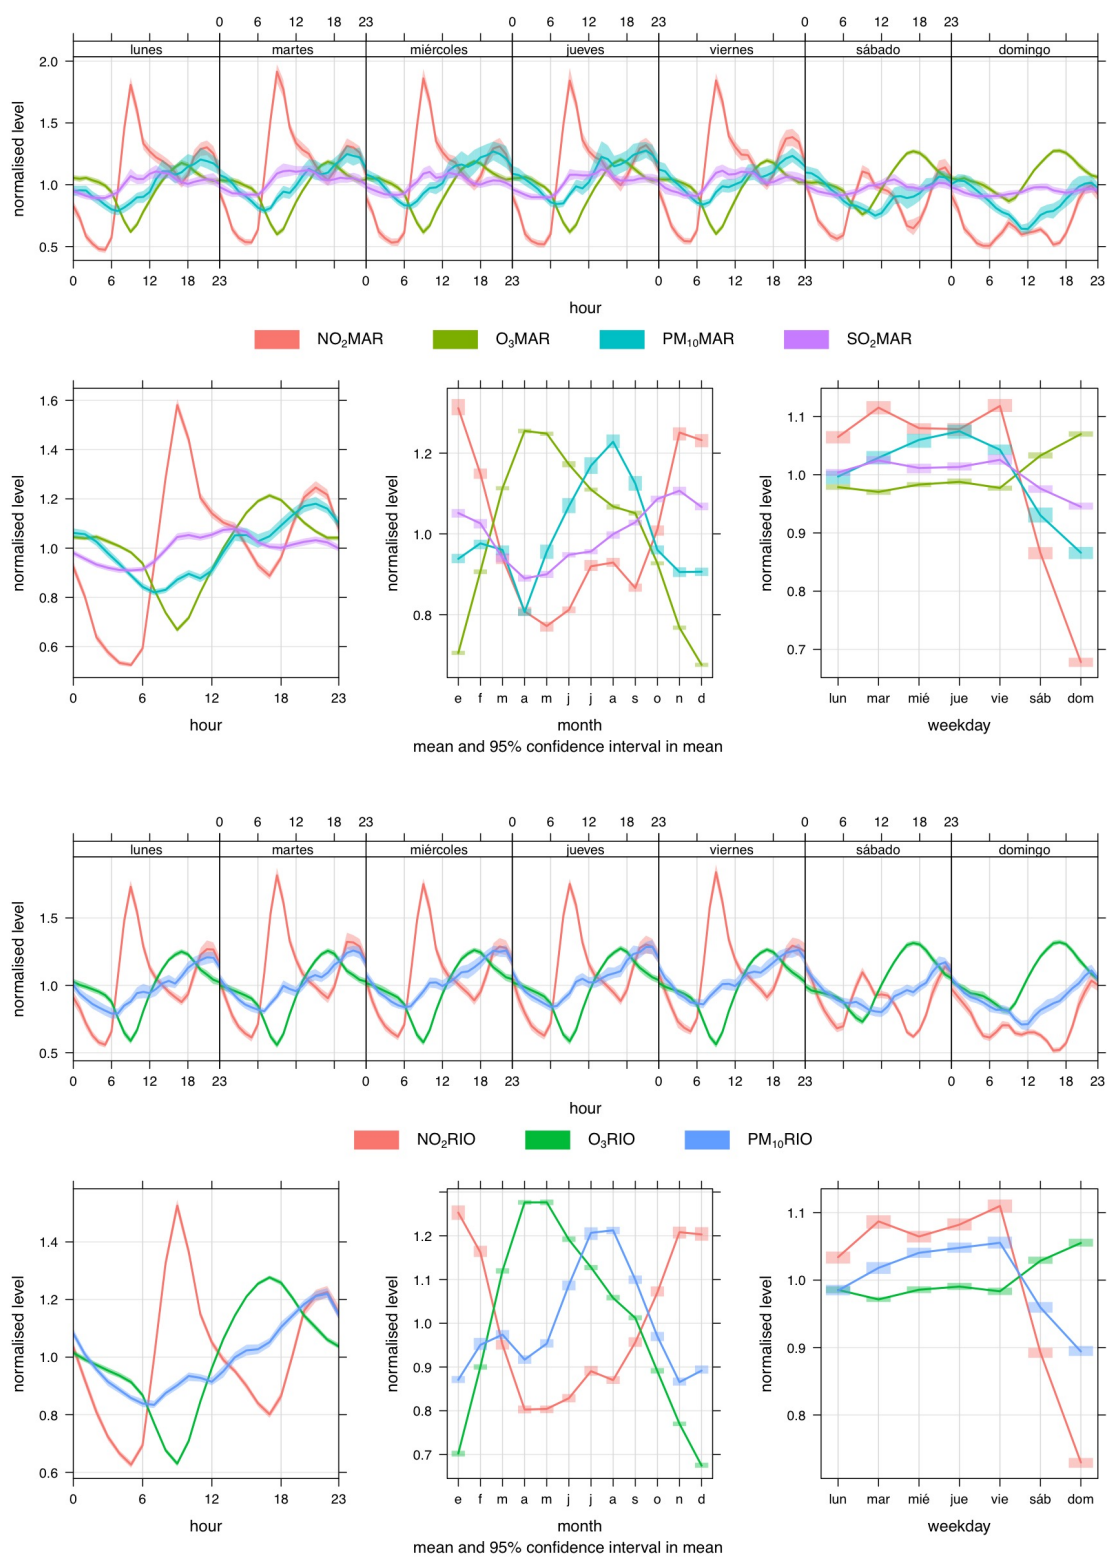 0 6 12 18 23 0 6 12 18 23 0 6 12 18 23
lunes martes miércoles jueves viernes sábado domingo
2.0
1.5
1.0
0.5
normalised level
0 6 12 18 23 0 6 12 18 23 0 6 12 18 23 0 6 12 18 23
hour
NO₂MAR O₃MAR PM₁₀MAR SO₂MAR
1.6
1.4
1.2
1.0
0.8
0.6
normalised level
0 6 12 18 23
hour
1.2
1.0
0.8
normalised level
e f m a m j j a s o n d
month
mean and 95% confidence interval in mean
1.1
1.0
0.9
0.8
0.7
normalised level
lun mar mié jue vie sáb dom
weekday
0 6 12 18 23 0 6 12 18 23 0 6 12 18 23
lunes martes miércoles jueves viernes sábado domingo
1.5
1.0
0.5
normalised level
0 6 12 18 23 0 6 12 18 23 0 6 12 18 23 0 6 12 18 23
hour
NO₂RIO O₃RIO PM₁₀RIO
1.4
1.2
1.0
0.8
0.6
normalised level
0 6 12 18 23
hour
1.2
1.1
1.0
0.9
0.8
0.7
normalised level
e f m a m j j a s o n d
month
mean and 95% confidence interval in mean
1.1
1.0
0.9
0.8
normalised level
lun mar mié jue vie sáb dom
weekday